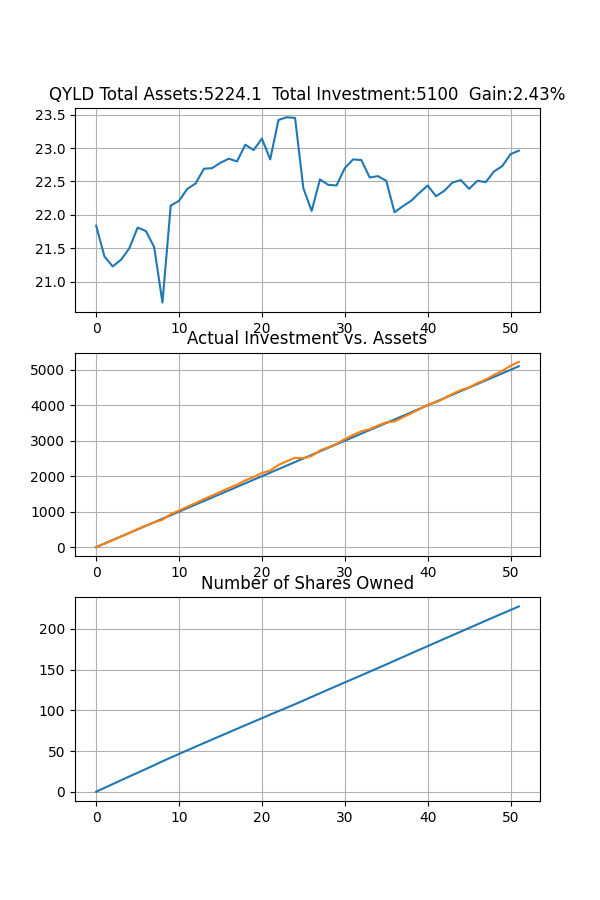 QYLD Total Assets:5224.1  Total Investment:5100  Gain:2.43%
23.5
23.0
22.5
22.0
21.5
21.0
0 10 20 30 40 50
Actual Investment vs. Assets
5000
4000
3000
2000
1000
0
0 10 20 30 40 50
Number of Shares Owned
200
150
100
50
0
0 10 20 30 40 50